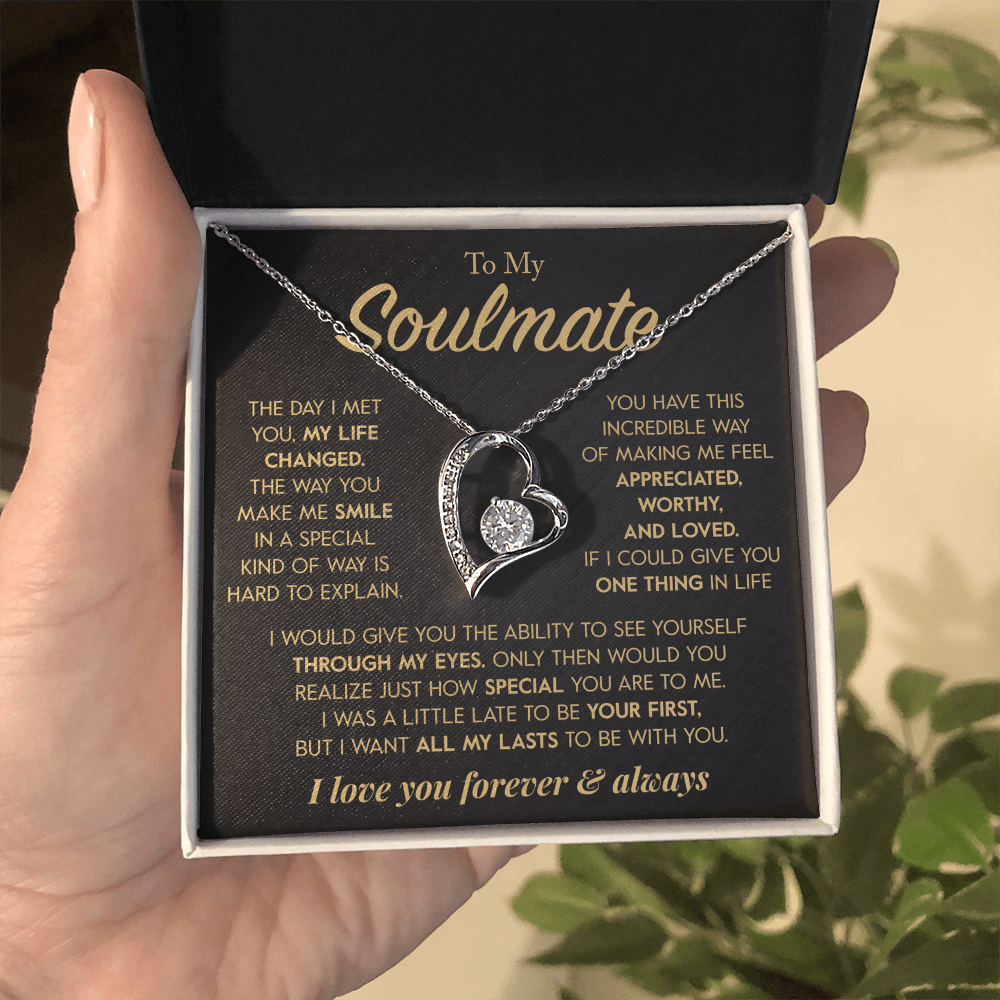 To My
Soulmate
THE DAY I MET
YOU, MY LIFE
CHANGED.
THE WAY YOU
MAKE ME SMILE
IN A SPECIAL
KIND OF WAY IS
HARD TO EXPLAIN.
YOU HAVE THIS
INCREDIBLE WAY
OF MAKING ME FEEL
APPRECIATED,
WORTHY,
AND LOVED.
IF I COULD GIVE YOU
ONE THING IN LIFE
I WOULD GIVE YOU THE ABILITY TO SEE YOURSELF
THROUGH MY EYES. ONLY THEN WOULD YOU
REALIZE JUST HOW SPECIAL YOU ARE TO ME.
I WAS A LITTLE LATE TO BE YOUR FIRST,
BUT I WANT ALL MY LASTS TO BE WITH YOU.
I love you forever & always